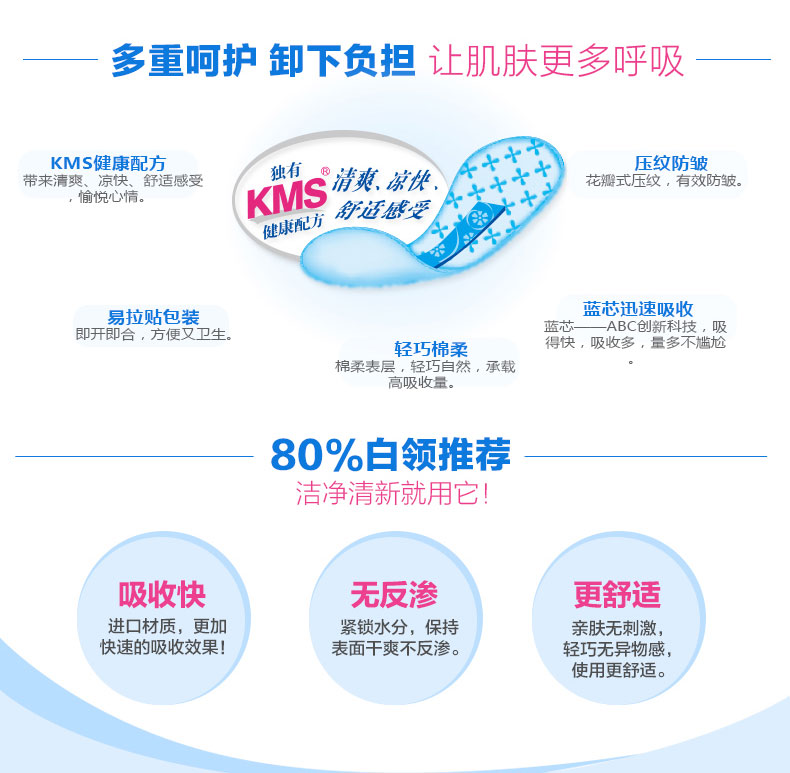 多重呵护 卸下负担 让肌肤更多呼吸
KMS健康配方
带来清爽、凉快、舒适感受
，愉悦心情。
独有
KMS®
健康配方
清爽、凉快、
舒适感受
压纹防皱
花瓣式压纹，有效防皱。
易拉贴包装
即开即合，方便又卫生。
轻巧棉柔
棉柔表层，轻巧自然，承载
高吸收量。
蓝芯迅速吸收
蓝芯——ABC创新科技，吸
得快，吸收多，量多不尴尬
。
80%白领推荐
洁净清新就用它！
吸收快
进口材质，更加
快速的吸收效果！
无反渗
紧锁水分，保持
表面干爽不反渗。
更舒适
亲肤无刺激，
轻巧无异物感，
使用更舒适。